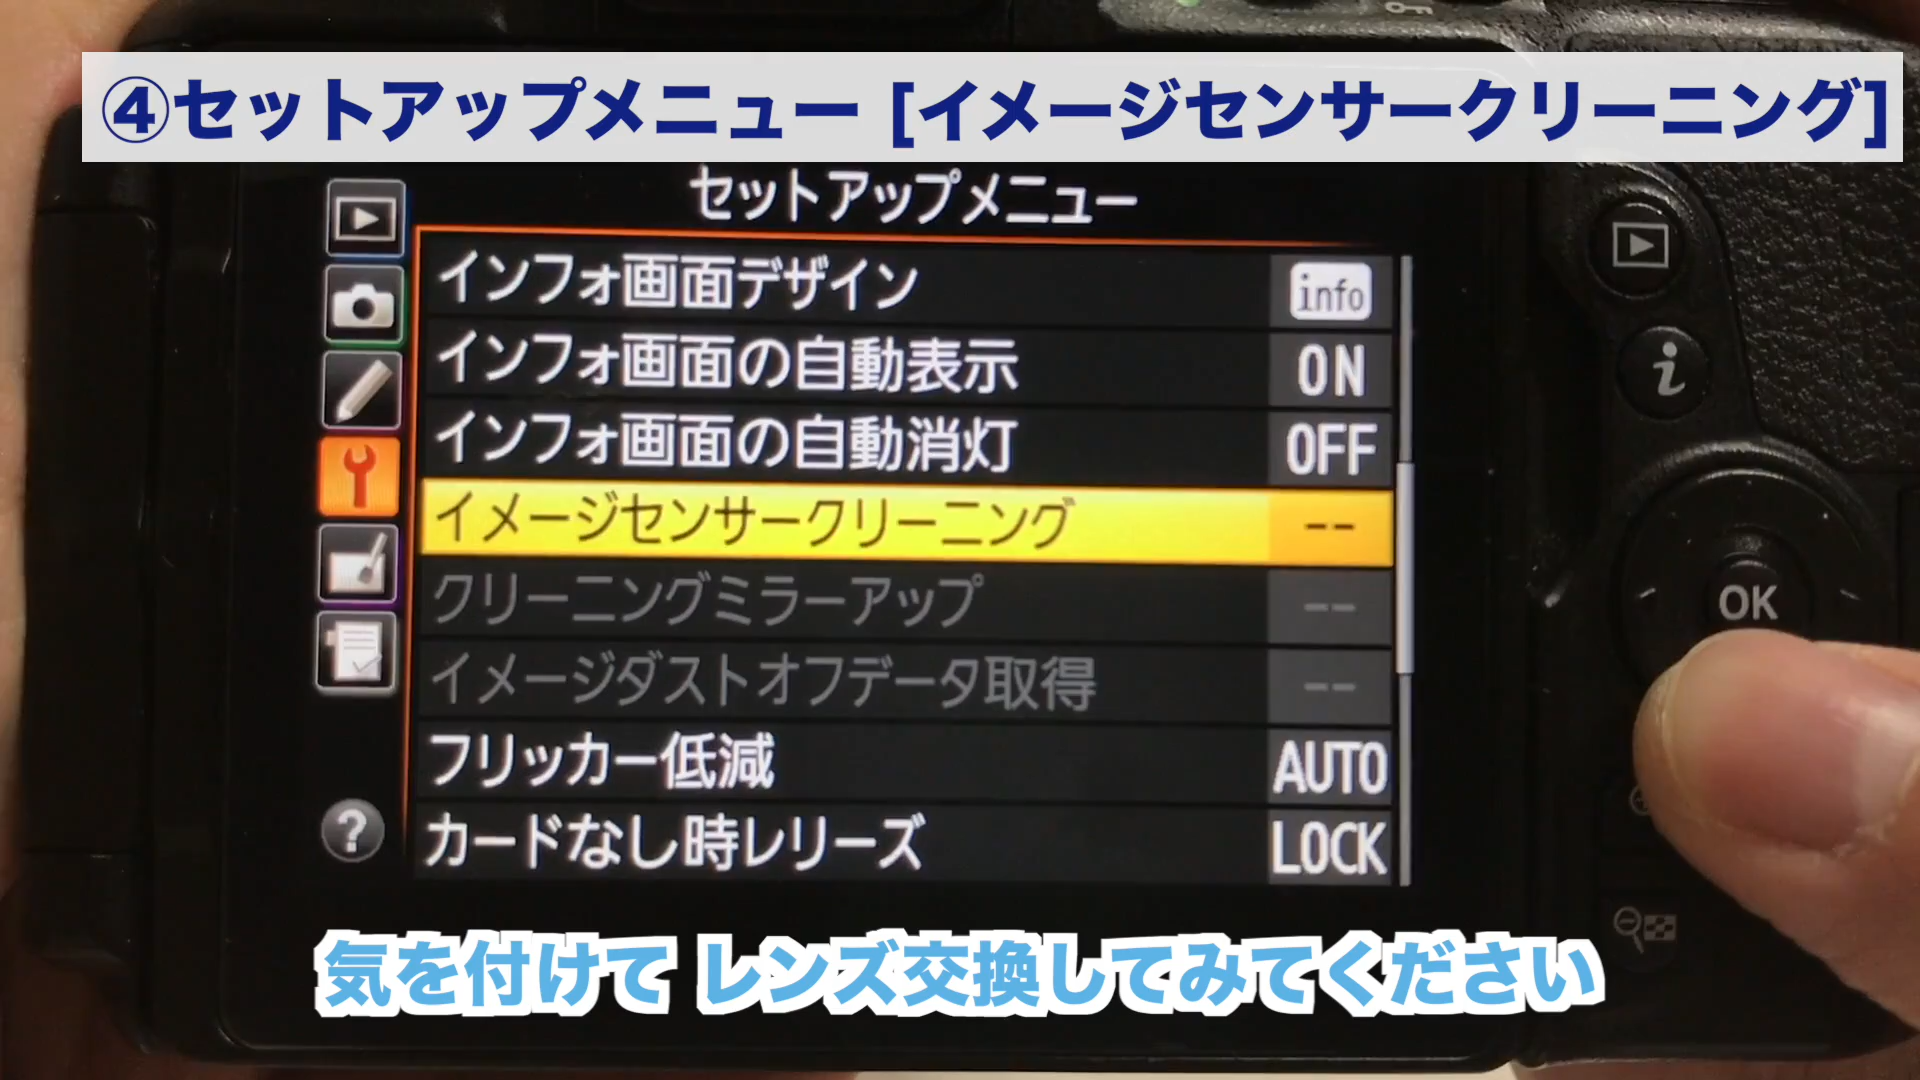 ④セットアップメニュー [イメージセンサークリーニング]
セットアップメニュー
インフォ画面デザイン info
インフォ画面の自動表示 ON
インフォ画面の自動消灯 OFF
イメージセンサークリーニング --
クリーニングミラーアップ --
イメージダストオフデータ取得 --
フリッカー低減 AUTO
カードなし時レリーズ LOCK
?
i
OK
気を付けて レンズ交換してみてください